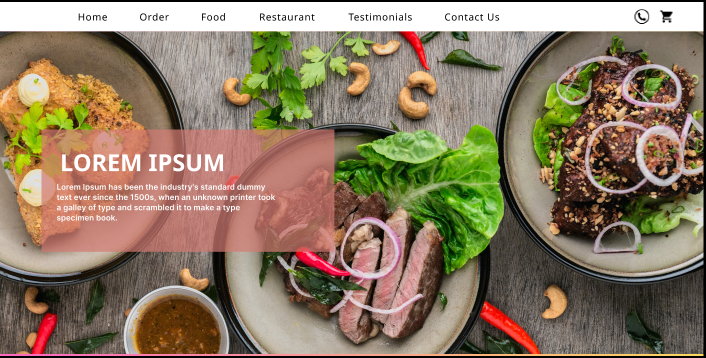 Home Order Food Restaurant Testimonials Contact Us
LOREM IPSUM
Lorem Ipsum has been the industry's standard dummy
text ever since the 1500s, when an unknown printer took
a galley of type and scrambled it to make a type
specimen book.